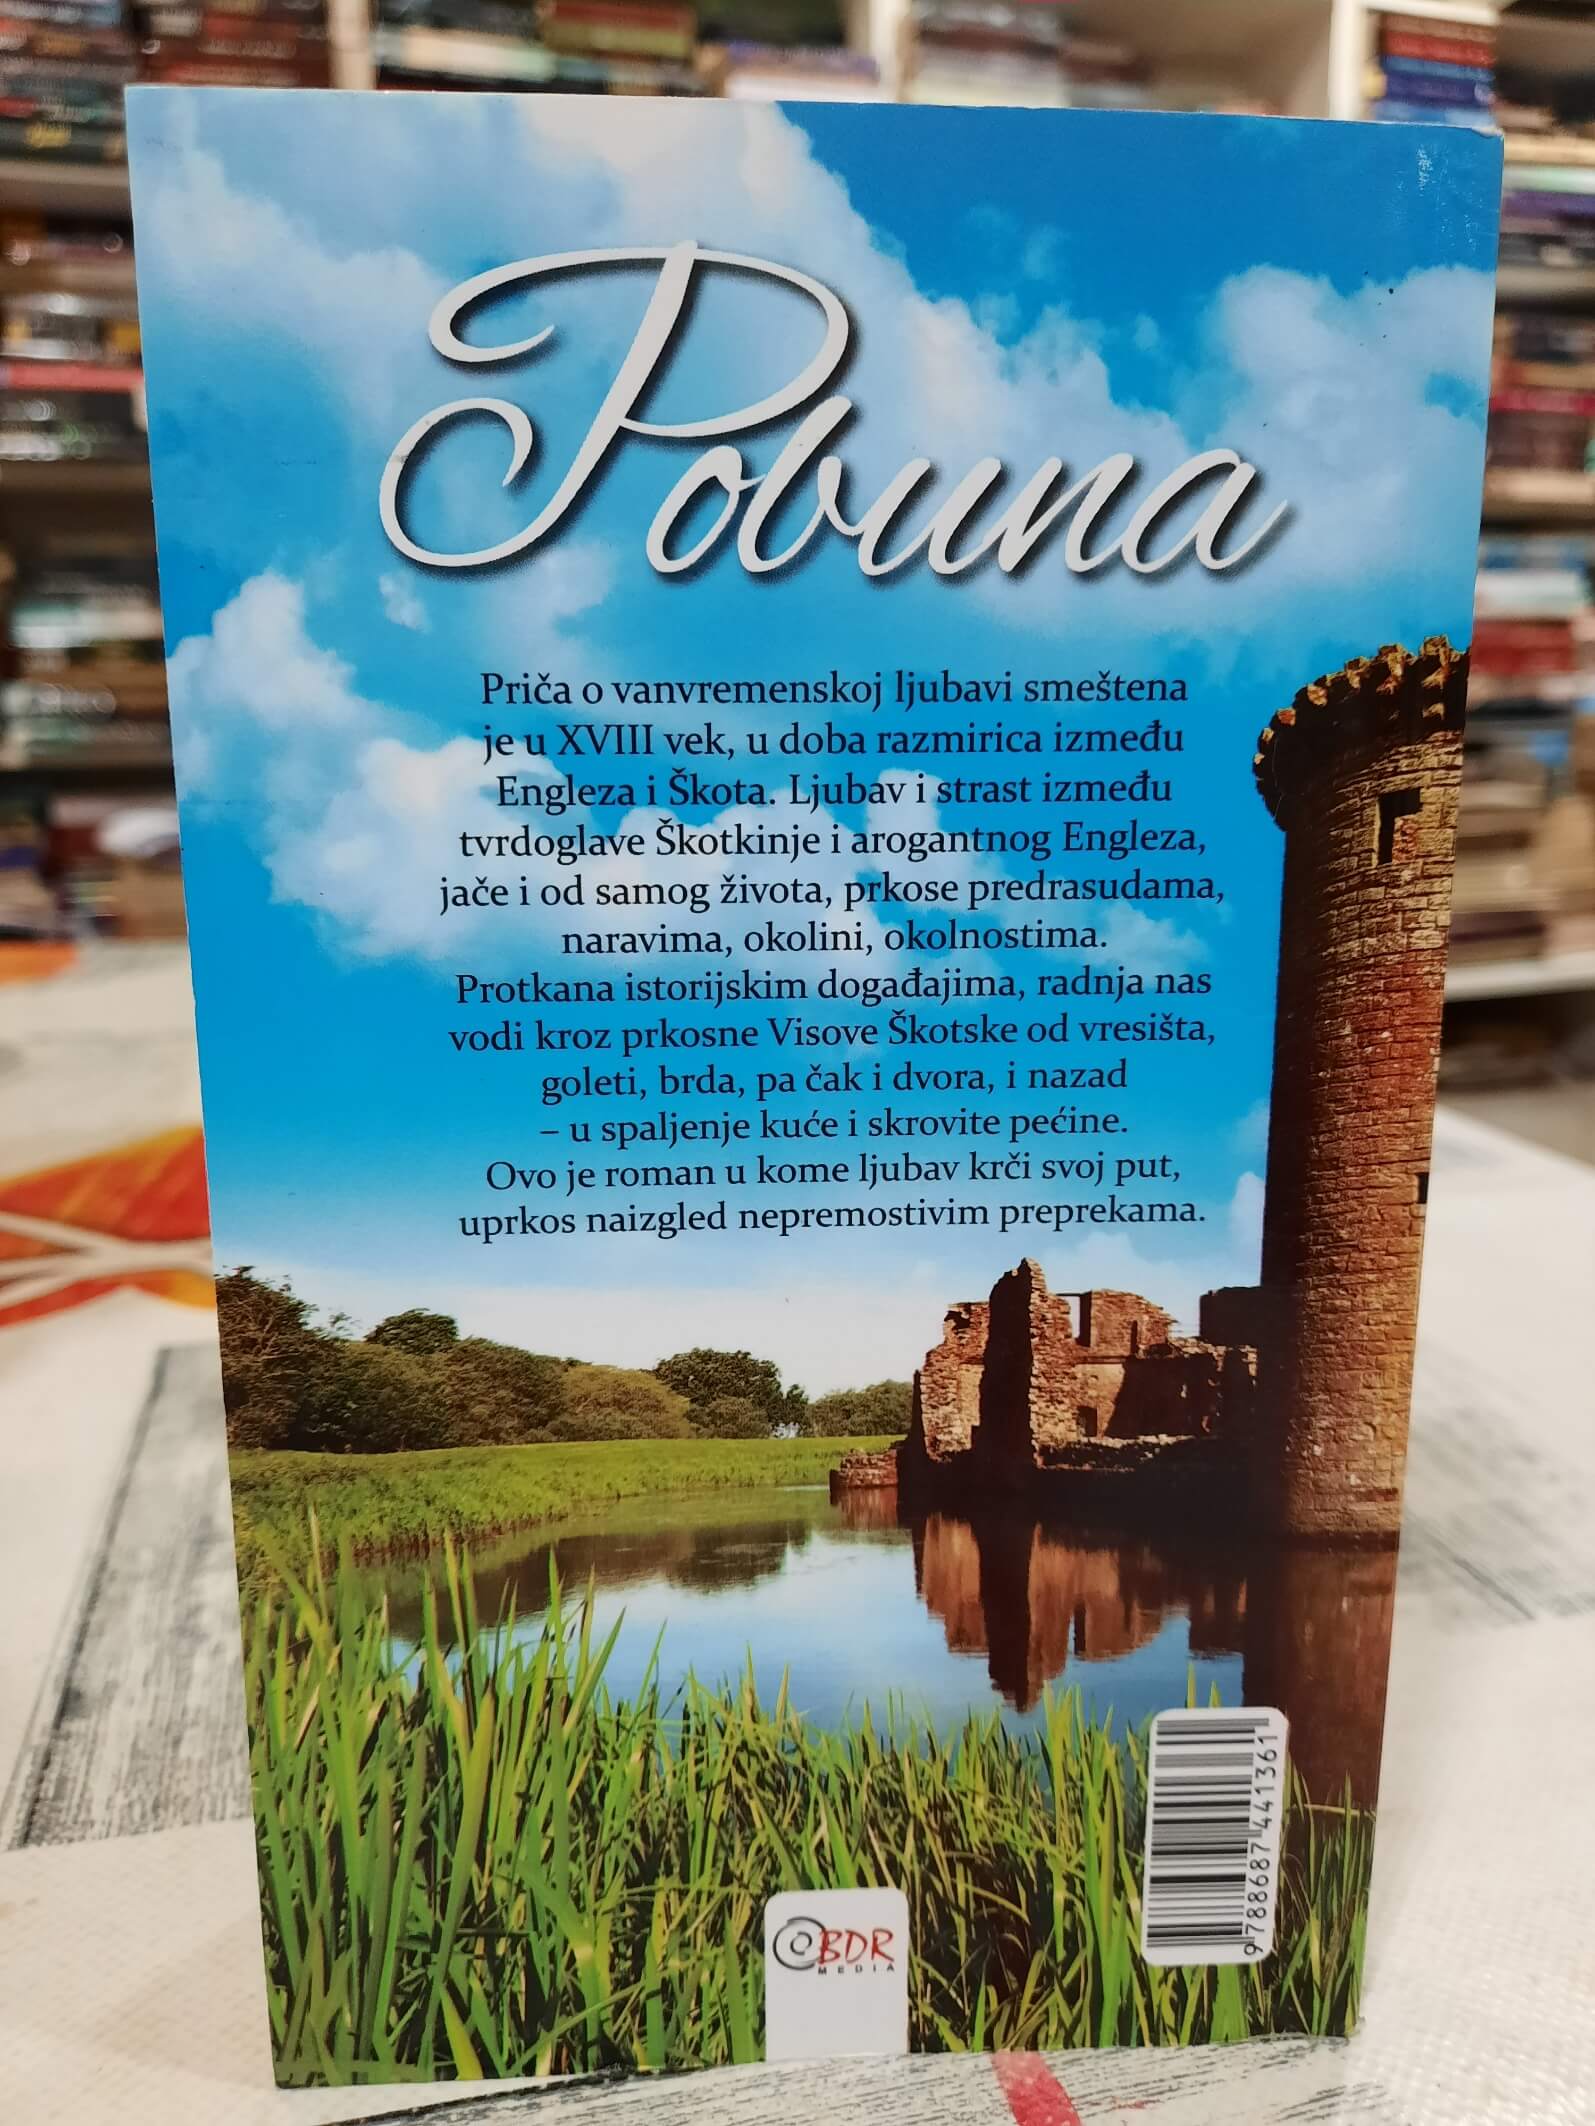 Pobuna
Priča o vanvremenskoj ljubavi smeštena
je u XVIII vek, u doba razmirica između
Engleza i Škota. Ljubav i strast između
tvrdoglave Škotkinje i arogantnog Engleza,
jače i od samog života, prkose predrasudama,
naravima, okolini, okolnostima.
Protkana istorijskim događajima, radnja nas
vodi kroz prkosne Visove Škotske od vresišta,
goleti, brda, pa čak i dvora, i nazad
– u spaljenje kuće i skrovite pećine.
Ovo je roman u kome ljubav krči svoj put,
uprkos naizgled nepremostivim preprekama.
9788687441361
BDR
MEDIA